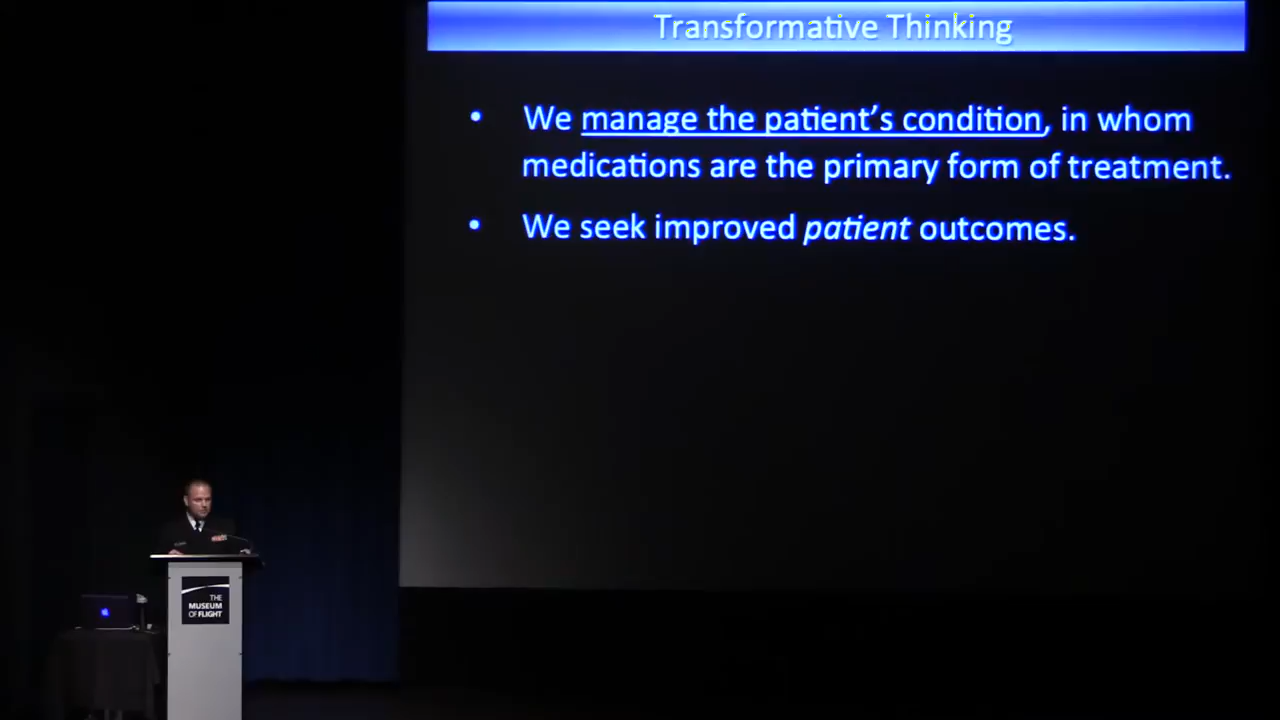 Transformative Thinking
• We manage the patient's condition, in whom
medications are the primary form of treatment.
• We seek improved patient outcomes.
THE
MUSEUM
OF FLIGHT